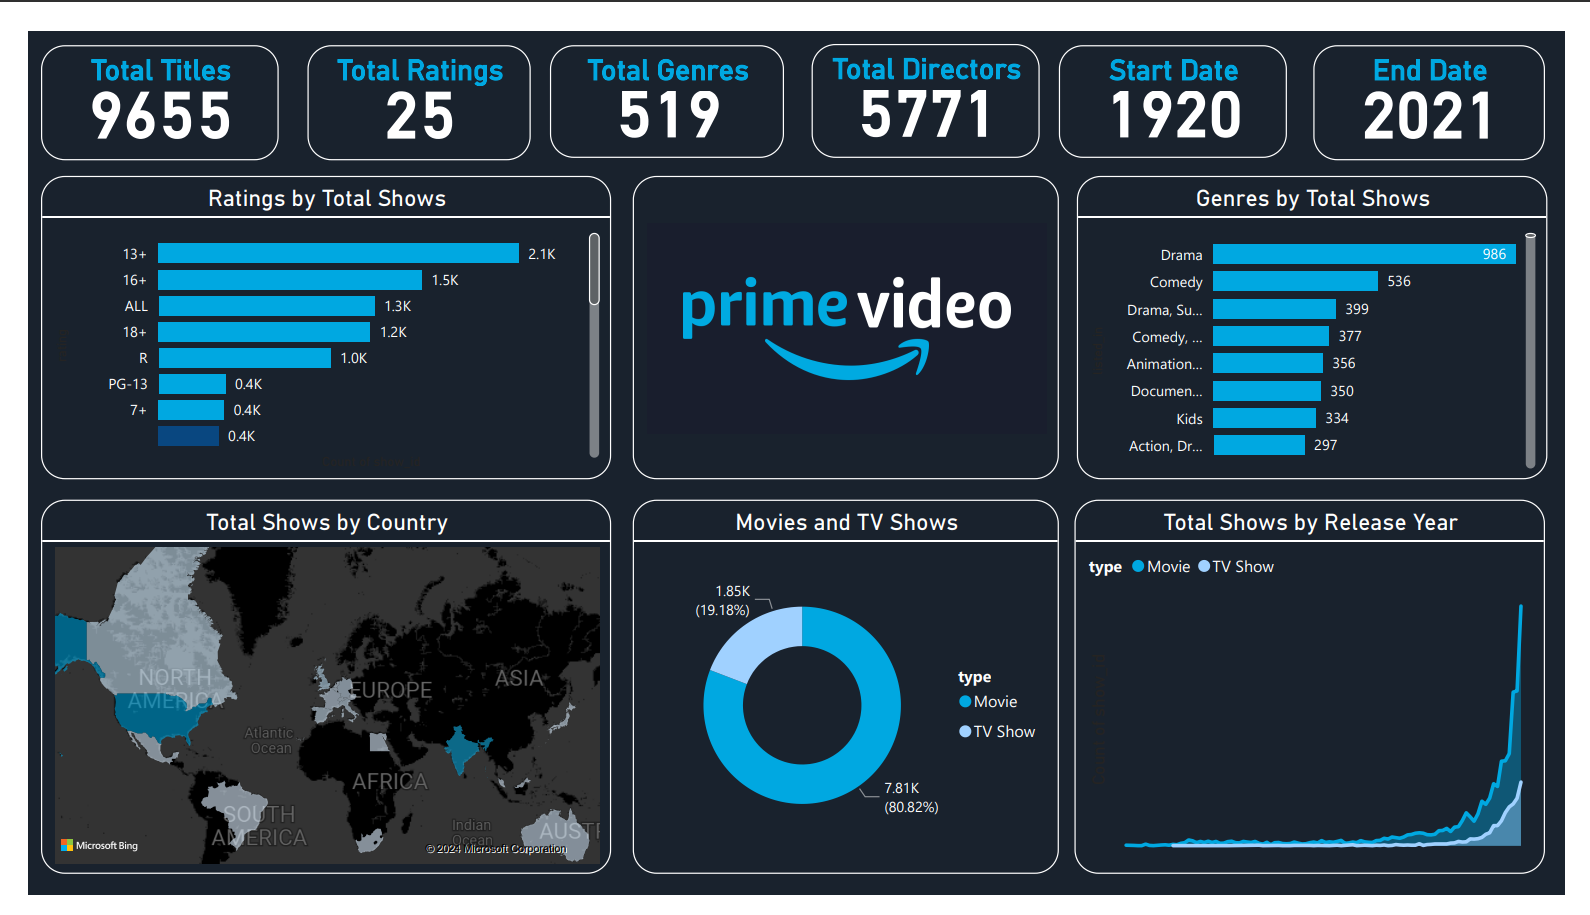 Total Titles
9655
Total Ratings
25
Total Genres
519
Total Directors
5771
Start Date
1920
End Date
2021
Ratings by Total Shows
13+ 2.1K
16+ 1.5K
ALL 1.3K
18+ 1.2K
R 1.0K
PG-13 0.4K
7+ 0.4K
0.4K
prime video
Genres by Total Shows
Drama 986
Comedy 536
Drama, Su... 399
Comedy, ... 377
Animation... 356
Documen... 350
Kids 334
Action, Dr... 297
Total Shows by Country
NORTH
AMERICA
EUROPE
ASIA
Atlantic
Ocean
AFRICA
SOUTH
AMERICA
Indian
Ocean
AUST
Microsoft Bing
© 2024 Microsoft Corporation
Movies and TV Shows
1.85K
(19.18%)
7.81K
(80.82%)
type
Movie
TV Show
Total Shows by Release Year
type Movie TV Show